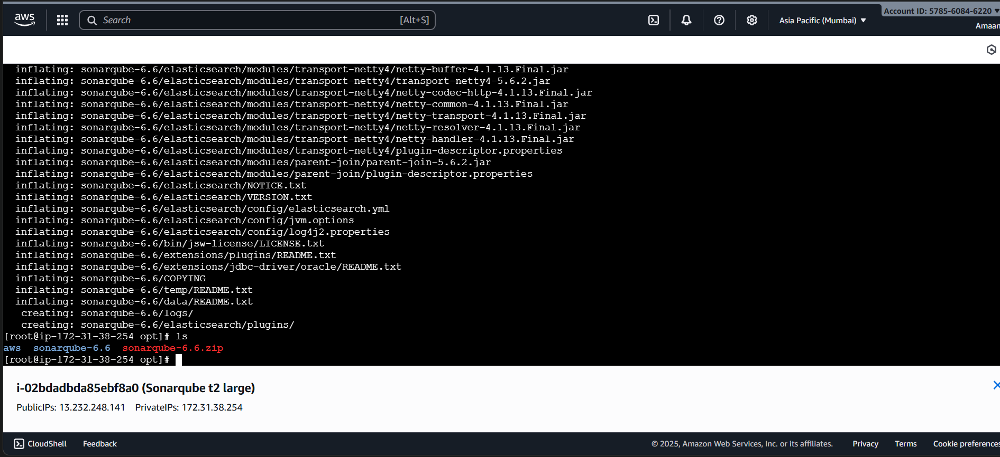 aws
Search
[Alt+S]
Asia Pacific (Mumbai)
Account ID: 5785-6084-6220
Amaan
inflating: sonarqube-6.6/elasticsearch/modules/transport-netty4/netty-buffer-4.1.13.Final.jar
inflating: sonarqube-6.6/elasticsearch/modules/transport-netty4/transport-netty4-5.6.2.jar
inflating: sonarqube-6.6/elasticsearch/modules/transport-netty4/netty-codec-http-4.1.13.Final.jar
inflating: sonarqube-6.6/elasticsearch/modules/transport-netty4/netty-common-4.1.13.Final.jar
inflating: sonarqube-6.6/elasticsearch/modules/transport-netty4/netty-transport-4.1.13.Final.jar
inflating: sonarqube-6.6/elasticsearch/modules/transport-netty4/netty-resolver-4.1.13.Final.jar
inflating: sonarqube-6.6/elasticsearch/modules/transport-netty4/netty-handler-4.1.13.Final.jar
inflating: sonarqube-6.6/elasticsearch/modules/transport-netty4/plugin-descriptor.properties
inflating: sonarqube-6.6/elasticsearch/modules/parent-join/parent-join-5.6.2.jar
inflating: sonarqube-6.6/elasticsearch/modules/parent-join/plugin-descriptor.properties
inflating: sonarqube-6.6/elasticsearch/NOTICE.txt
inflating: sonarqube-6.6/elasticsearch/VERSION.txt
inflating: sonarqube-6.6/elasticsearch/config/elasticsearch.yml
inflating: sonarqube-6.6/elasticsearch/config/jvm.options
inflating: sonarqube-6.6/elasticsearch/config/log4j2.properties
inflating: sonarqube-6.6/bin/jsw-license/LICENSE.txt
inflating: sonarqube-6.6/extensions/plugins/README.txt
inflating: sonarqube-6.6/extensions/jdbc-driver/oracle/README.txt
inflating: sonarqube-6.6/COPYING
inflating: sonarqube-6.6/temp/README.txt
inflating: sonarqube-6.6/data/README.txt
creating: sonarqube-6.6/logs/
creating: sonarqube-6.6/elasticsearch/plugins/
[root@ip-172-31-38-254 opt]# ls
aws sonarqube-6.6 sonarqube-6.6.zip
[root@ip-172-31-38-254 opt]#
i-02bdadbda85ebf8a0 (Sonarqube t2 large)
PublicIPs: 13.232.248.141 PrivateIPs: 172.31.38.254
CloudShell Feedback © 2025, Amazon Web Services, Inc. or its affiliates. Privacy Terms Cookie preferences